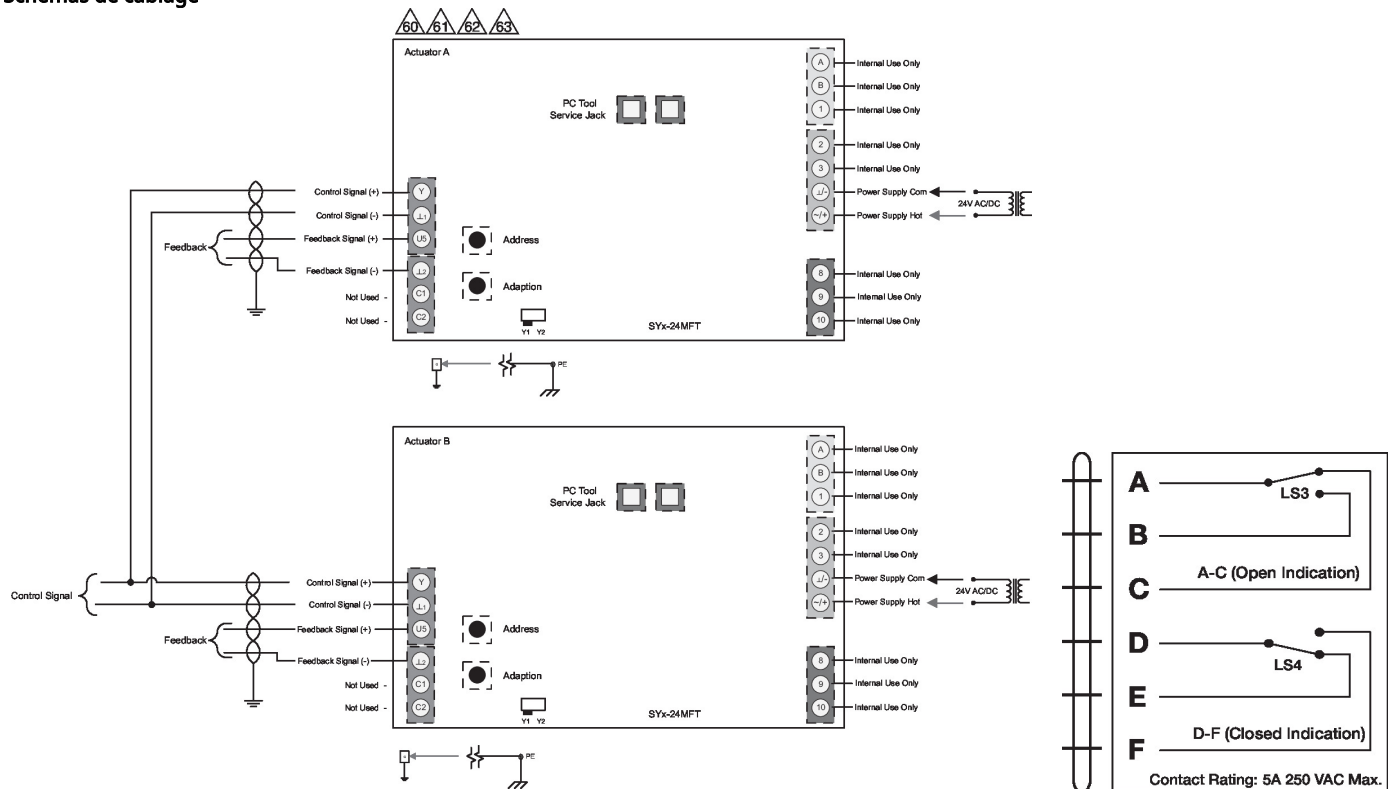 Schémas de câblage
60 61 62 63
Actuator A
PC Tool
Service Jack
A Internal Use Only
B Internal Use Only
1 Internal Use Only
2 Internal Use Only
3 Internal Use Only
⊥/- Power Supply Com
24V AC/DC
~/+ Power Supply Hot
8 Internal Use Only
9 Internal Use Only
10 Internal Use Only
Control Signal (+) Y
Control Signal (-) ⊥1
Feedback
Feedback Signal (+) U5
Feedback Signal (-) ⊥2
Not Used - C1
Not Used - C2
Address
Adaption
Y1 Y2
SYx-24MFT
PE
Actuator B
PC Tool
Service Jack
A Internal Use Only
B Internal Use Only
1 Internal Use Only
2 Internal Use Only
3 Internal Use Only
⊥/- Power Supply Com
24V AC/DC
~/+ Power Supply Hot
8 Internal Use Only
9 Internal Use Only
10 Internal Use Only
Control Signal
Control Signal (+) Y
Control Signal (-) ⊥1
Feedback
Feedback Signal (+) U5
Feedback Signal (-) ⊥2
Not Used - C1
Not Used - C2
Address
Adaption
Y1 Y2
SYx-24MFT
PE
A
LS3
B
A-C (Open Indication)
C
D
LS4
E
D-F (Closed Indication)
F
Contact Rating: 5A 250 VAC Max.